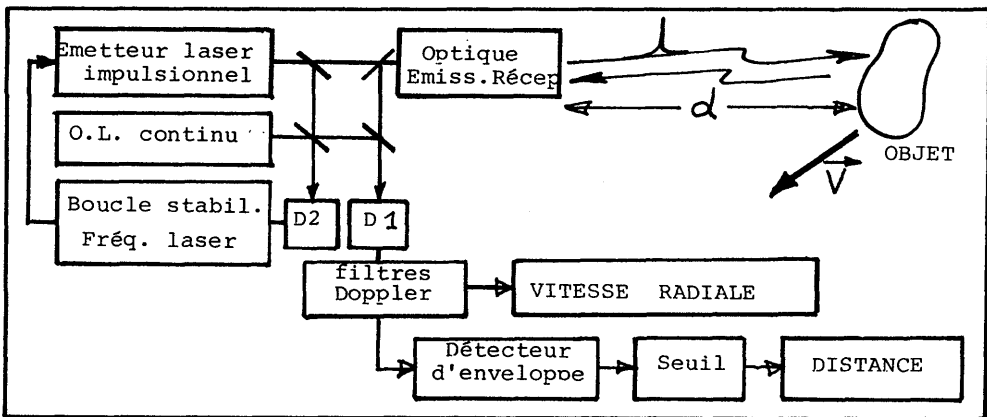 Emetteur laser
impulsionnel
Optique
Emiss.Récep
d
O.L. continu
OBJET
V
Boucle stabil.
Fréq. laser
D2
D1
filtres
Doppler
VITESSE RADIALE
Détecteur
d'enveloppe
Seuil
DISTANCE